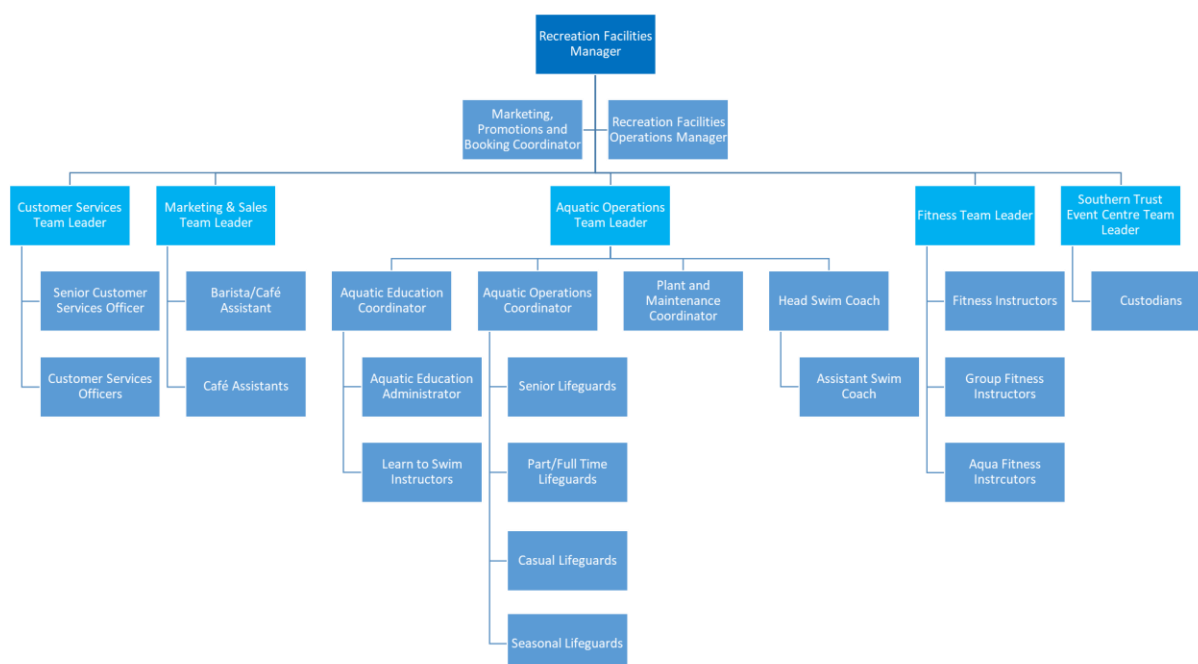 Recreation Facilities
Manager
Marketing,
Promotions and
Booking Coordinator
Recreation Facilities
Operations Manager
Customer Services
Team Leader
Marketing & Sales
Team Leader
Aquatic Operations
Team Leader
Fitness Team Leader
Southern Trust
Event Centre Team
Leader
Senior Customer
Services Officer
Barista/Café
Assistant
Aquatic Education
Coordinator
Aquatic Operations
Coordinator
Plant and
Maintenance
Coordinator
Head Swim Coach
Fitness Instructors
Custodians
Customer Services
Officers
Café Assistants
Aquatic Education
Administrator
Senior Lifeguards
Assistant Swim
Coach
Group Fitness
Instructors
Learn to Swim
Instructors
Part/Full Time
Lifeguards
Aqua Fitness
Instrcutors
Casual Lifeguards
Seasonal Lifeguards